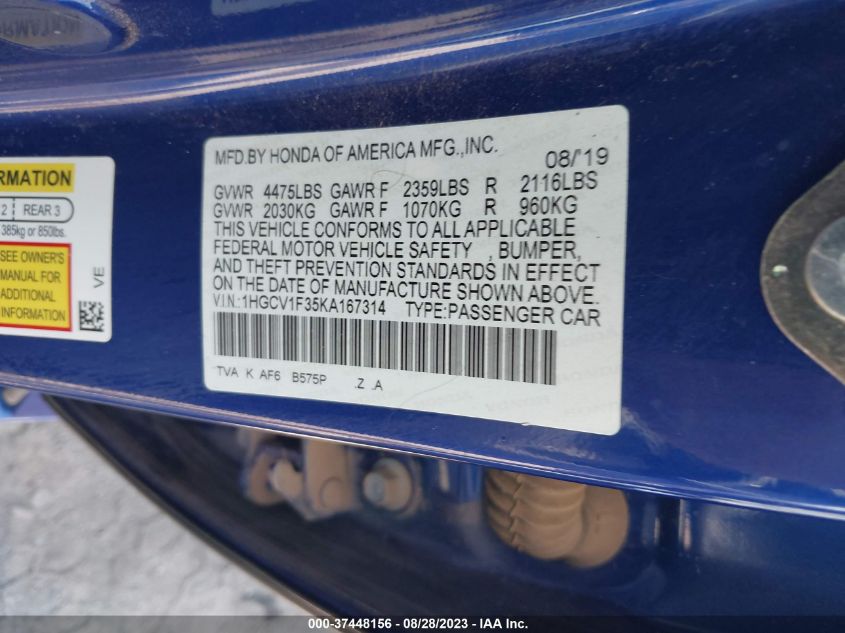 MFD.BY HONDA OF AMERICA MFG.,INC. 08/'19
GVWR 4475LBS GAWR F 2359LBS R 2116LBS
GVWR 2030KG GAWR F 1070KG R 960KG
THIS VEHICLE CONFORMS TO ALL APPLICABLE
FEDERAL MOTOR VEHICLE SAFETY , BUMPER,
AND THEFT PREVENTION STANDARDS IN EFFECT
ON THE DATE OF MANUFACTURE SHOWN ABOVE.
V.I.N.:1HGCV1F35KA167314 TYPE:PASSENGER CAR
TVA K AF6 B575P .Z .A
RMATION
2 REAR 3
385kg or 850lbs.
SEE OWNER'S
MANUAL FOR
ADDITIONAL
INFORMATION
VE
000-37448156 - 08/28/2023 - IAA Inc.